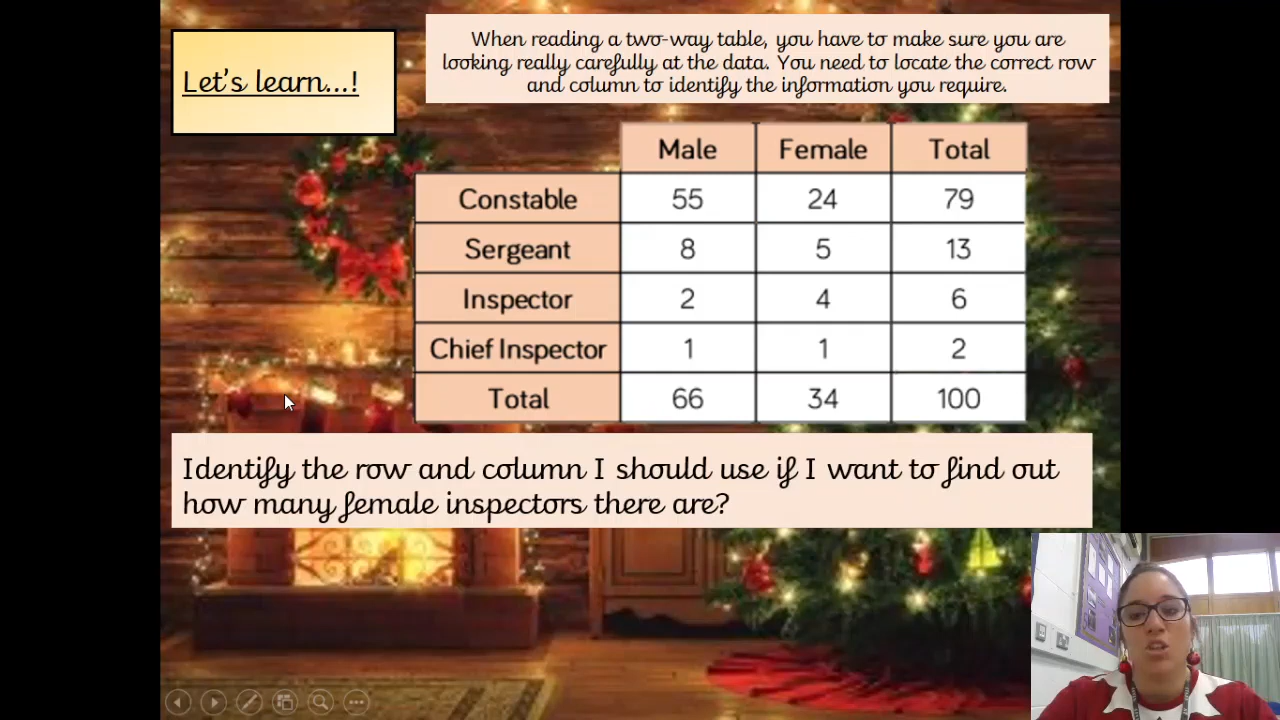 Let's learn...!
When reading a two-way table, you have to make sure you are
looking really carefully at the data. You need to locate the correct row
and column to identify the information you require.
Male Female Total
Constable 55 24 79
Sergeant 8 5 13
Inspector 2 4 6
Chief Inspector 1 1 2
Total 66 34 100
Identify the row and column I should use if I want to find out
how many female inspectors there are?